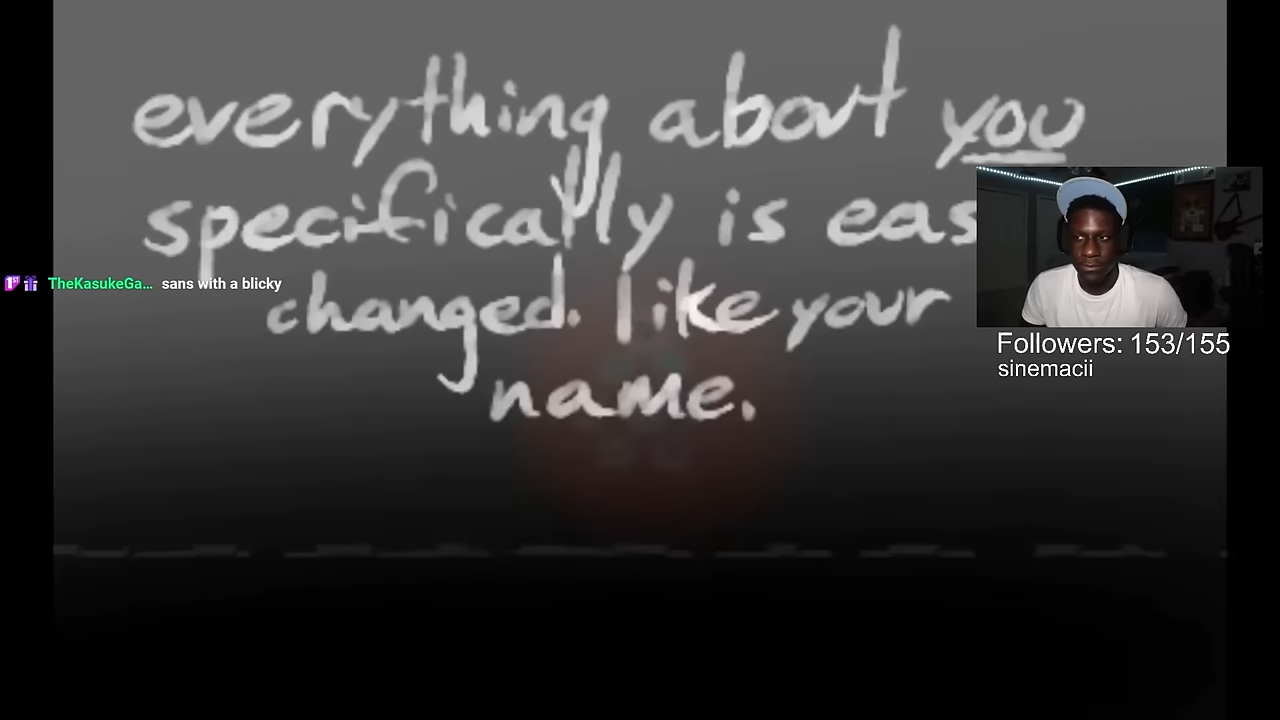 everything about you
specifically is eas
changed. like your
name.
TheKasukeGa... sans with a blicky
Followers: 153/155
sinemacii